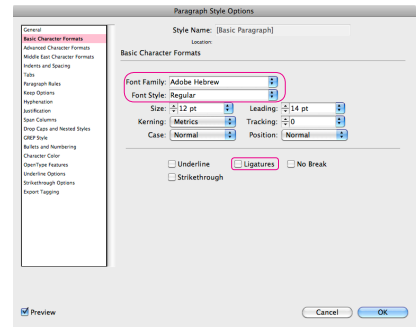 Paragraph Style Options
General
Basic Character Formats
Advanced Character Formats
Middle East Character Formats
Indents and Spacing
Tabs
Paragraph Rules
Keep Options
Hyphenation
Justification
Span Columns
Drop Caps and Nested Styles
GREP Style
Bullets and Numbering
Character Color
OpenType Features
Underline Options
Strikethrough Options
Export Tagging
Style Name: [Basic Paragraph]
Location:
Basic Character Formats
Font Family: Adobe Hebrew
Font Style: Regular
Size: 12 pt Leading: 14 pt
Kerning: Metrics Tracking: 0
Case: Normal Position: Normal
Underline Ligatures No Break
Strikethrough
Preview Cancel OK